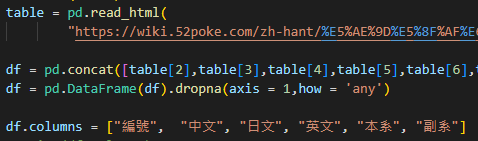 table = pd.read_html(
"https://wiki.52poke.com/zh-hant/%E5%AE%9D%E5%8F%AF%E6
df = pd.concat([table[2],table[3],table[4],table[5],table[6],t
df = pd.DataFrame(df).dropna(axis = 1,how = 'any')
df.columns = ["編號", "中文", "日文", "英文", "本系", "副系"]